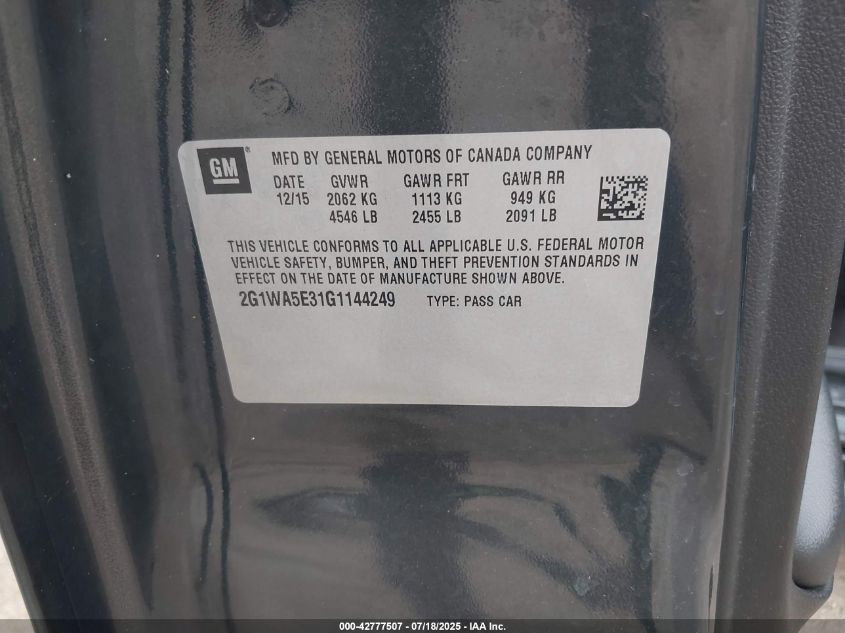 GM®
MFD BY GENERAL MOTORS OF CANADA COMPANY
DATE GVWR GAWR FRT GAWR RR
12/15 2062 KG 1113 KG 949 KG
4546 LB 2455 LB 2091 LB
THIS VEHICLE CONFORMS TO ALL APPLICABLE U.S. FEDERAL MOTOR
VEHICLE SAFETY, BUMPER, AND THEFT PREVENTION STANDARDS IN
EFFECT ON THE DATE OF MANUFACTURE SHOWN ABOVE.
2G1WA5E31G1144249 TYPE: PASS CAR
000-42777507 - 07/18/2025 - IAA Inc.